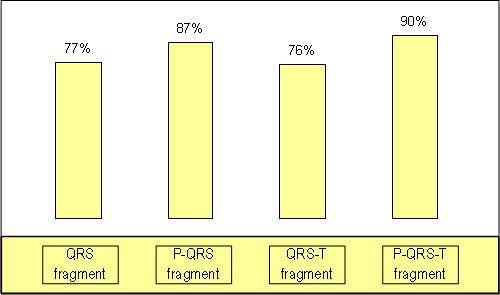 77%
87%
76%
90%
QRS
fragment
P-QRS
fragment
QRS-T
fragment
P-QRS-T
fragment